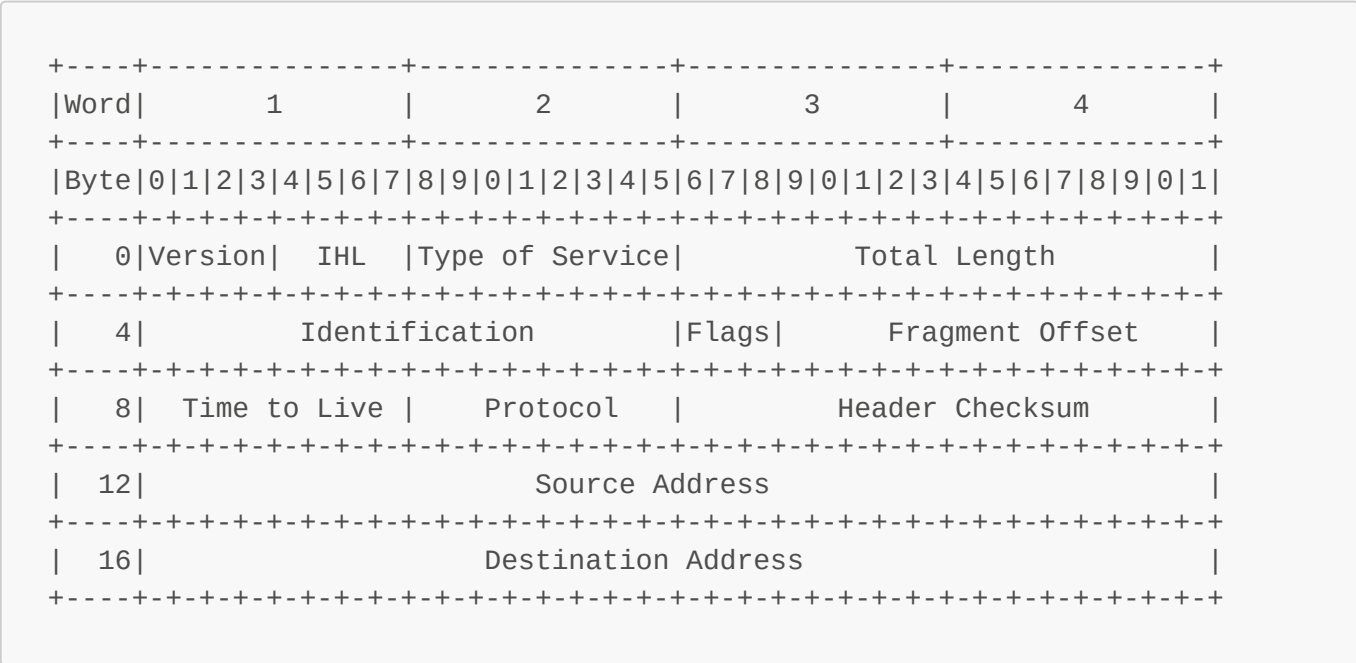 +----+---------------+---------------+---------------+---------------+
|Word|       1       |       2       |       3       |       4       |
+----+---------------+---------------+---------------+---------------+
|Byte|0|1|2|3|4|5|6|7|8|9|0|1|2|3|4|5|6|7|8|9|0|1|2|3|4|5|6|7|8|9|0|1|
+----+-+-+-+-+-+-+-+-+-+-+-+-+-+-+-+-+-+-+-+-+-+-+-+-+-+-+-+-+-+-+-+-+
|   0|Version|  IHL  |Type of Service|          Total Length         |
+----+-+-+-+-+-+-+-+-+-+-+-+-+-+-+-+-+-+-+-+-+-+-+-+-+-+-+-+-+-+-+-+-+
|   4|         Identification        |Flags|      Fragment Offset    |
+----+-+-+-+-+-+-+-+-+-+-+-+-+-+-+-+-+-+-+-+-+-+-+-+-+-+-+-+-+-+-+-+-+
|   8|  Time to Live |    Protocol   |         Header Checksum       |
+----+-+-+-+-+-+-+-+-+-+-+-+-+-+-+-+-+-+-+-+-+-+-+-+-+-+-+-+-+-+-+-+-+
|  12|                       Source Address                          |
+----+-+-+-+-+-+-+-+-+-+-+-+-+-+-+-+-+-+-+-+-+-+-+-+-+-+-+-+-+-+-+-+-+
|  16|                    Destination Address                        |
+----+-+-+-+-+-+-+-+-+-+-+-+-+-+-+-+-+-+-+-+-+-+-+-+-+-+-+-+-+-+-+-+-+